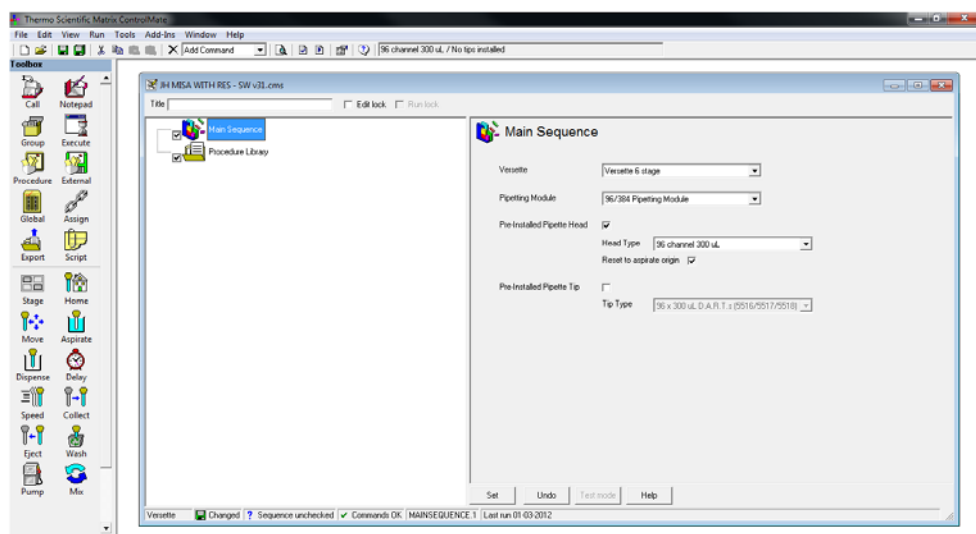 Thermo Scientific Matrix ControlMate
File Edit View Run Tools Add-Ins Window Help
Add Command
96 channel 300 uL / No tips installed
Toolbox
Call Notepad
Group Execute
Procedure External
Global Assign
Export Script
Stage Home
Move Aspirate
Dispense Delay
Speed Collect
Eject Wash
Pump Mix
JH MISA WITH RES - SW v31.cms
Title Edit lock Run lock
Main Sequence
Procedure Library
Main Sequence
Versette Versette 6 stage
Pipetting Module 96/384 Pipetting Module
Pre-Installed Pipette Head
Head Type 96 channel 300 uL
Reset to aspirate origin
Pre-Installed Pipette Tip
Tip Type 96 x 300 uL D.A.R.T.s (5516/5517/5518)
Set Undo Test mode Help
Versette Changed ? Sequence unchecked Commands OK MAINSEQUENCE.1 Last run 01-03-2012